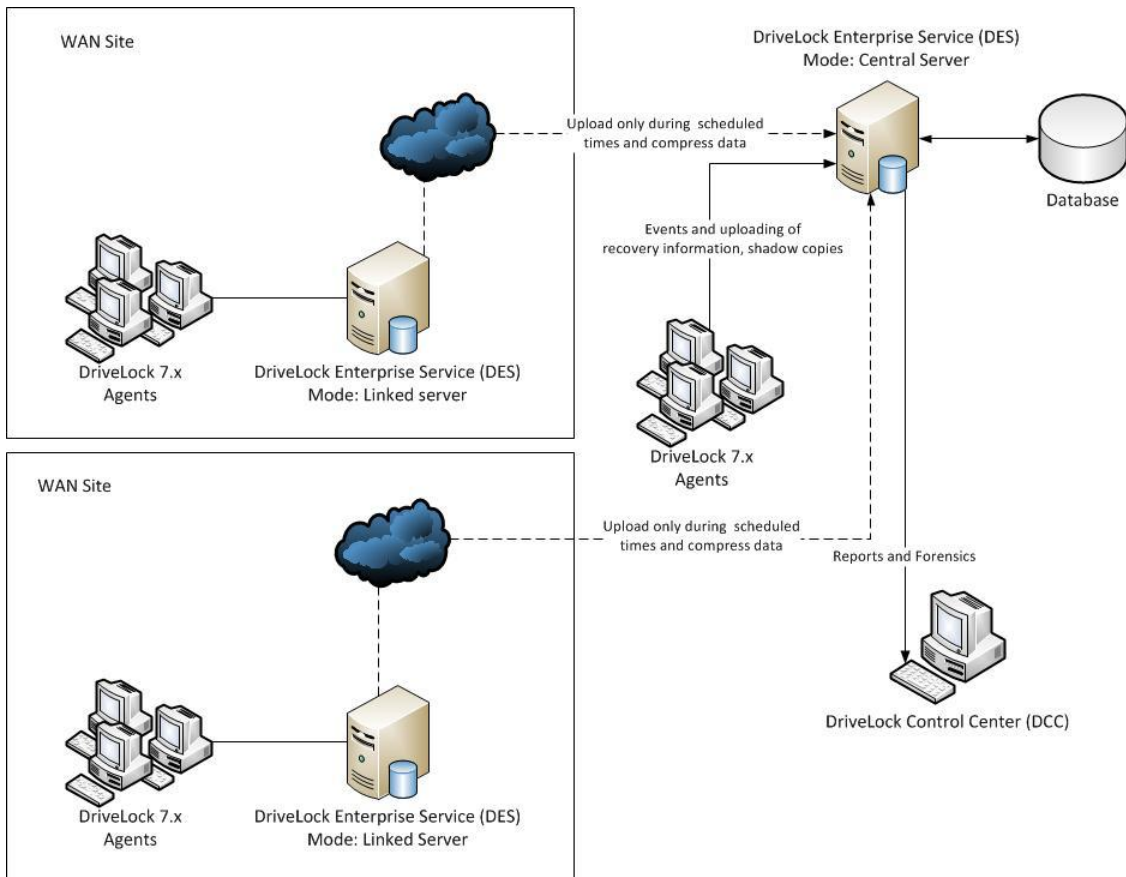 WAN Site
DriveLock Enterprise Service (DES)
Mode: Central Server
Upload only during scheduled
times and compress data
Database
Events and uploading of
recovery information, shadow copies
DriveLock 7.x
Agents
DriveLock Enterprise Service (DES)
Mode: Linked server
DriveLock 7.x
Agents
WAN Site
Upload only during scheduled
times and compress data
Reports and Forensics
DriveLock Control Center (DCC)
DriveLock 7.x
Agents
DriveLock Enterprise Service (DES)
Mode: Linked Server